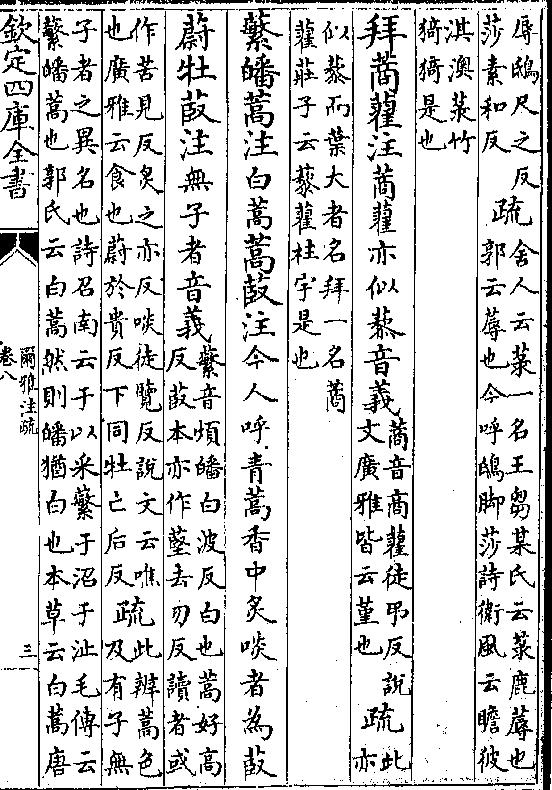 辱鴟尺之反
莎素和反
疏
舍人云菉一名王芻某氏云菉鹿蓐也
郭云蓐也今呼鴟脚莎詩衛風云瞻彼
淇澳菉竹
猗猗是也
拜蔏藋注蔏藋亦似藜音義
蔏音商藋徒弔反說
文廣雅皆云堇也
疏
此
亦
似藜而葉大者名拜一名蔏
藋莊子云藜藋柱宇是也
蘩皤蒿注白蒿蒿菣注今人呼青蒿香中炙啖者為菣
蔚牡菣注無子者音義
蘩音煩皤白波反白也蒿好高
反菣本亦作去刃反讀者或
作苦見反炙之亦反啖徒覽反說文云唯
也廣雅云食也蔚於貴反下同牡亡后反
疏
此辨蒿色
及有子無
子者之異名也詩召南云于以采蘩于沼于沚毛傳云
蘩皤蒿也郭氏云白蒿然則皤猶白也本草云白蒿唐
欽定四庫全書
爾雅注疏
卷八
三